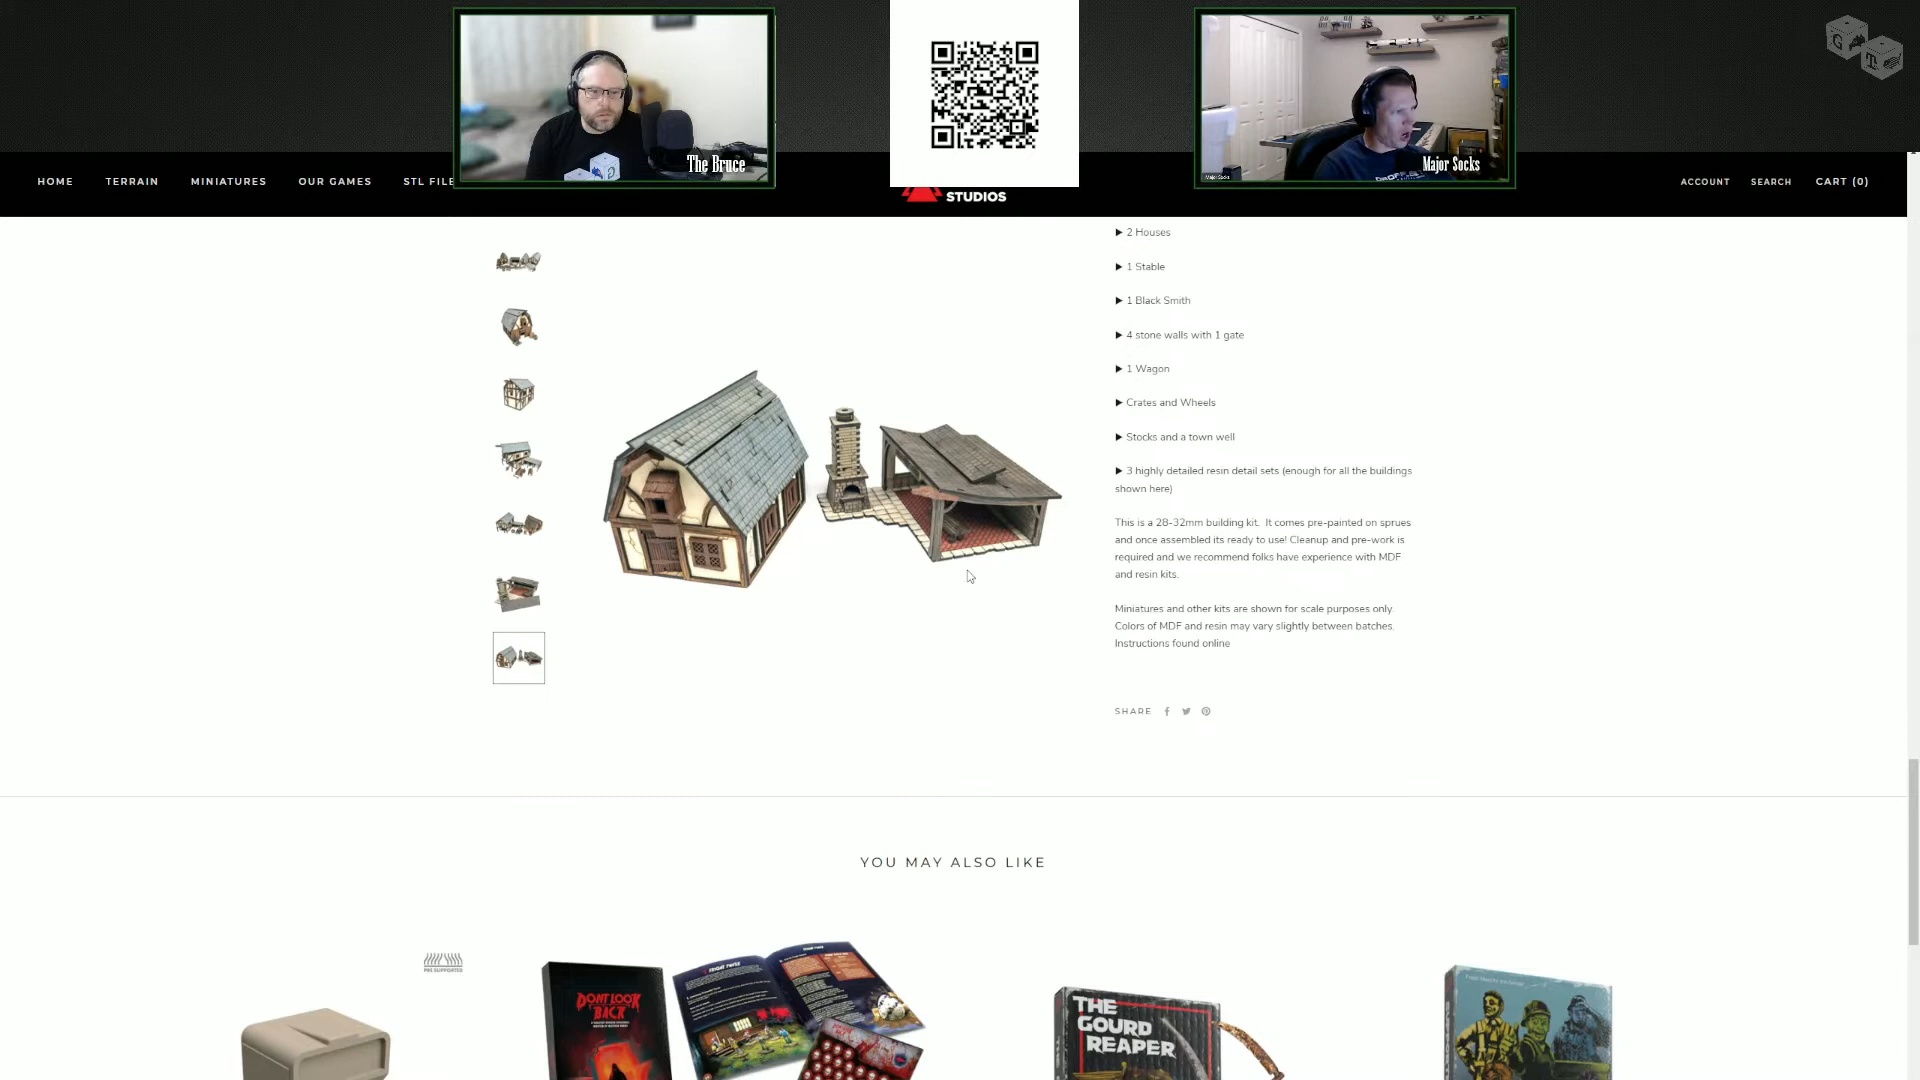 The Bruce
Major Socks
Major Socks
G
T
HOME
TERRAIN
MINIATURES
OUR GAMES
STL FILE
STUDIOS
ACCOUNT
SEARCH
CART (0)
▶ 2 Houses
▶ 1 Stable
▶ 1 Black Smith
▶ 4 stone walls with 1 gate
▶ 1 Wagon
▶ Crates and Wheels
▶ Stocks and a town well
▶ 3 highly detailed resin detail sets (enough for all the buildings
shown here)
This is a 28-32mm building kit. It comes pre-painted on sprues
and once assembled its ready to use! Cleanup and pre-work is
required and we recommend folks have experience with MDF
and resin kits.
Miniatures and other kits are shown for scale purposes only.
Colors of MDF and resin may vary slightly between batches.
Instructions found online
SHARE
YOU MAY ALSO LIKE
PRE SUPPORTED
DONT LOOK
BACK
THE
GOURD
REAPER